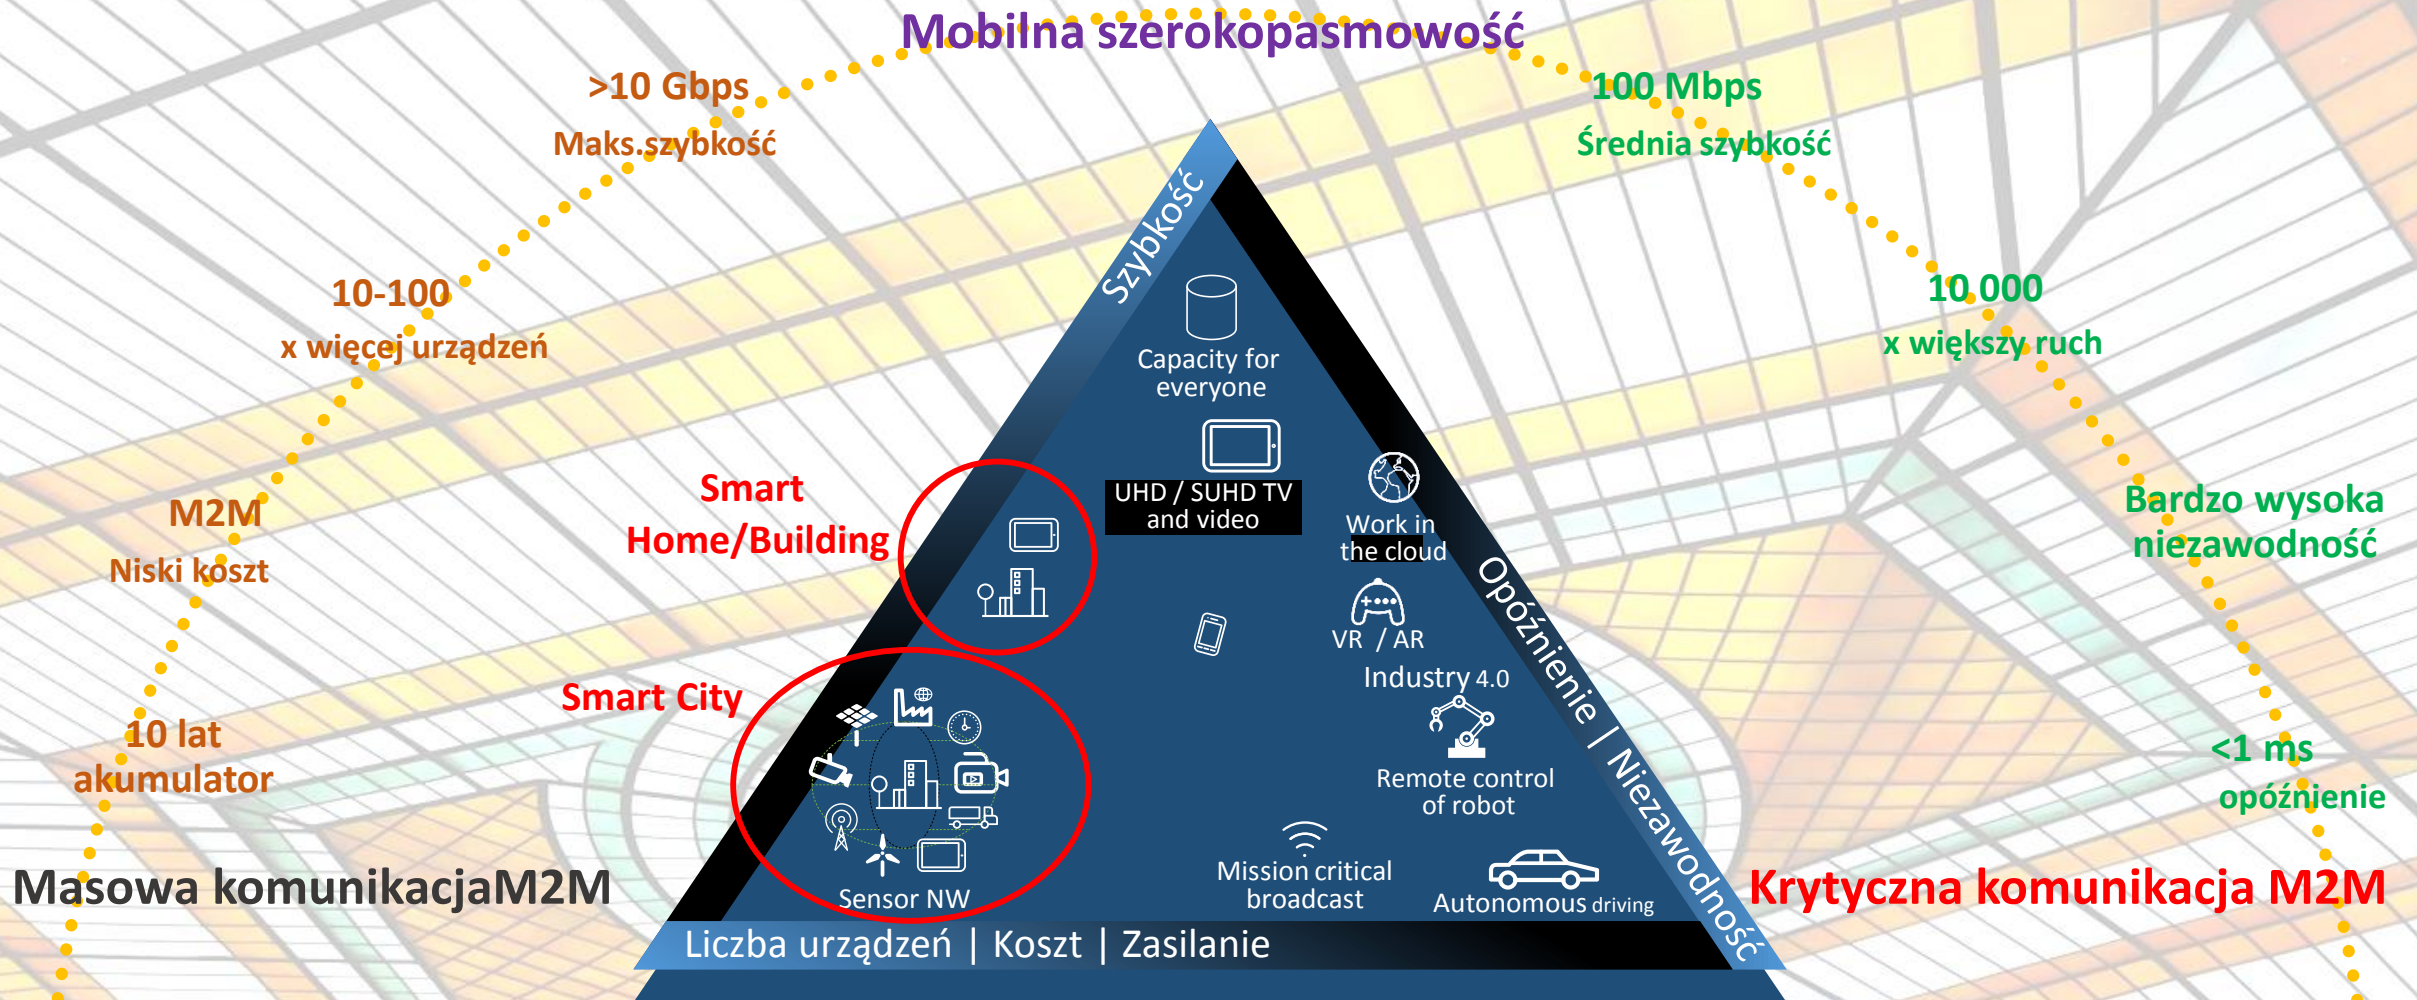 Mobilna szerokopasmowość
>10 Gbps
Maks.szybkość
100 Mbps
Średnia szybkość
10-100
x więcej urządzeń
10 000
x większy ruch
M2M
Niski koszt
Bardzo wysoka
niezawodność
10 lat
akumulator
<1 ms
opóźnienie
Masowa komunikacjaM2M
Krytyczna komunikacja M2M
Szybkość
Opóźnienie | Niezawodność
Liczba urządzeń | Koszt | Zasilanie
Capacity for
everyone
UHD / SUHD TV
and video
Work in
the cloud
Smart
Home/Building
VR / AR
Industry 4.0
Smart City
Remote control
of robot
Mission critical
broadcast
Autonomous driving
Sensor NW